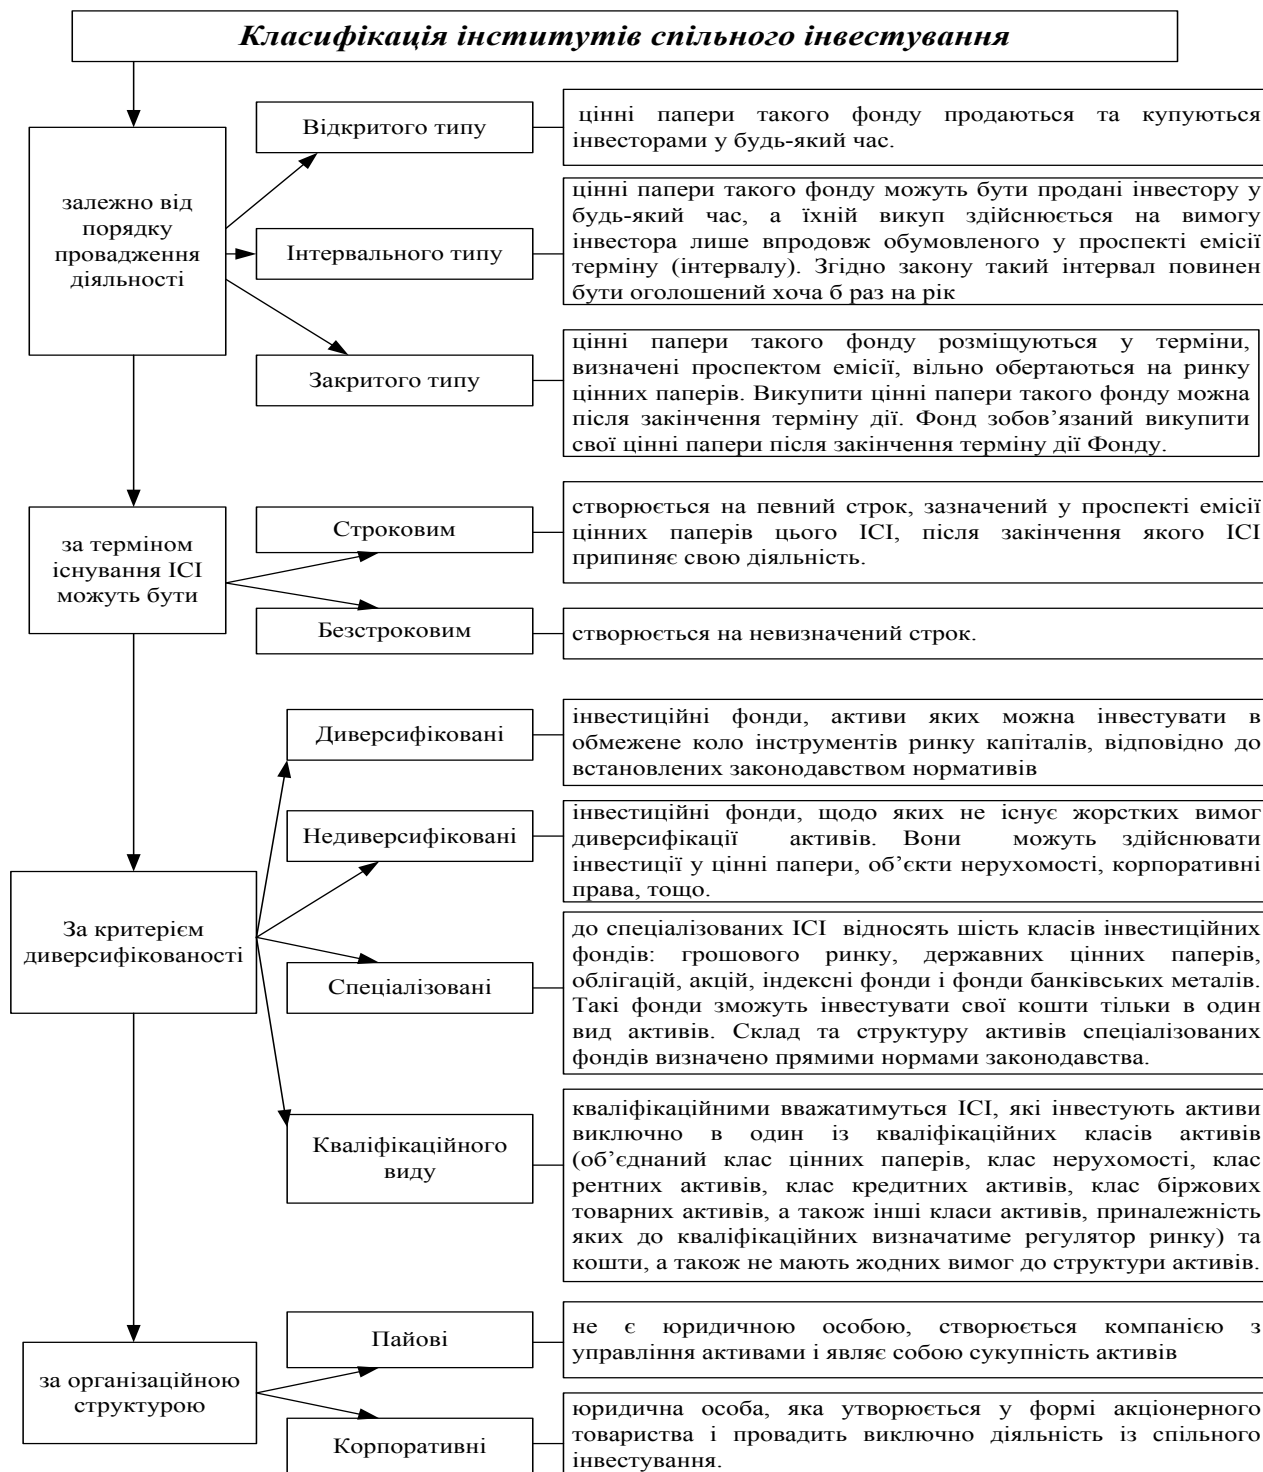 Класифікація інститутів спільного інвестування
залежно від
порядку
провадження
діяльності
Відкритого типу
цінні папери такого фонду продаються та купуються
інвесторами у будь-який час.
Інтервального типу
цінні папери такого фонду можуть бути продані інвестору у
будь-який час, а їхній викуп здійснюється на вимогу
інвестора лише впродовж обумовленого у проспекті емісії
терміну (інтервалу). Згідно закону такий інтервал повинен
бути оголошений хоча б раз на рік
Закритого типу
цінні папери такого фонду розміщуються у терміни,
визначені проспектом емісії, вільно обертаються на ринку
цінних паперів. Викупити цінні папери такого фонду можна
після закінчення терміну дії. Фонд зобов’язаний викупити
свої цінні папери після закінчення терміну дії Фонду.
за терміном
існування ІСІ
можуть бути
Строковим
створюється на певний строк, зазначений у проспекті емісії
цінних паперів цього ІСІ, після закінчення якого ІСІ
припиняє свою діяльність.
Безстроковим
створюється на невизначений строк.
За критерієм
диверсифікованості
Диверсифіковані
інвестиційні фонди, активи яких можна інвестувати в
обмежене коло інструментів ринку капіталів, відповідно до
встановлених законодавством нормативів
Недиверсифіковані
інвестиційні фонди, щодо яких не існує жорстких вимог
диверсифікації активів. Вони можуть здійснювати
інвестиції у цінні папери, об’єкти нерухомості, корпоративні
права, тощо.
Спеціалізовані
до спеціалізованих ІСІ відносять шість класів інвестиційних
фондів: грошового ринку, державних цінних паперів,
облігацій, акцій, індексні фонди і фонди банківських металів.
Такі фонди зможуть інвестувати свої кошти тільки в один
вид активів. Склад та структуру активів спеціалізованих
фондів визначено прямими нормами законодавства.
Кваліфікаційного
виду
кваліфікаційними вважатимуться ІСІ, які інвестують активи
виключно в один із кваліфікаційних класів активів
(об’єднаний клас цінних паперів, клас нерухомості, клас
рентних активів, клас кредитних активів, клас біржових
товарних активів, а також інші класи активів, приналежність
яких до кваліфікаційних визначатиме регулятор ринку) та
кошти, а також не мають жодних вимог до структури активів.
за організаційною
структурою
Пайові
не є юридичною особою, створюється компанією з
управління активами і являє собою сукупність активів
Корпоративні
юридична особа, яка утворюється у формі акціонерного
товариства і провадить виключно діяльність із спільного
інвестування.